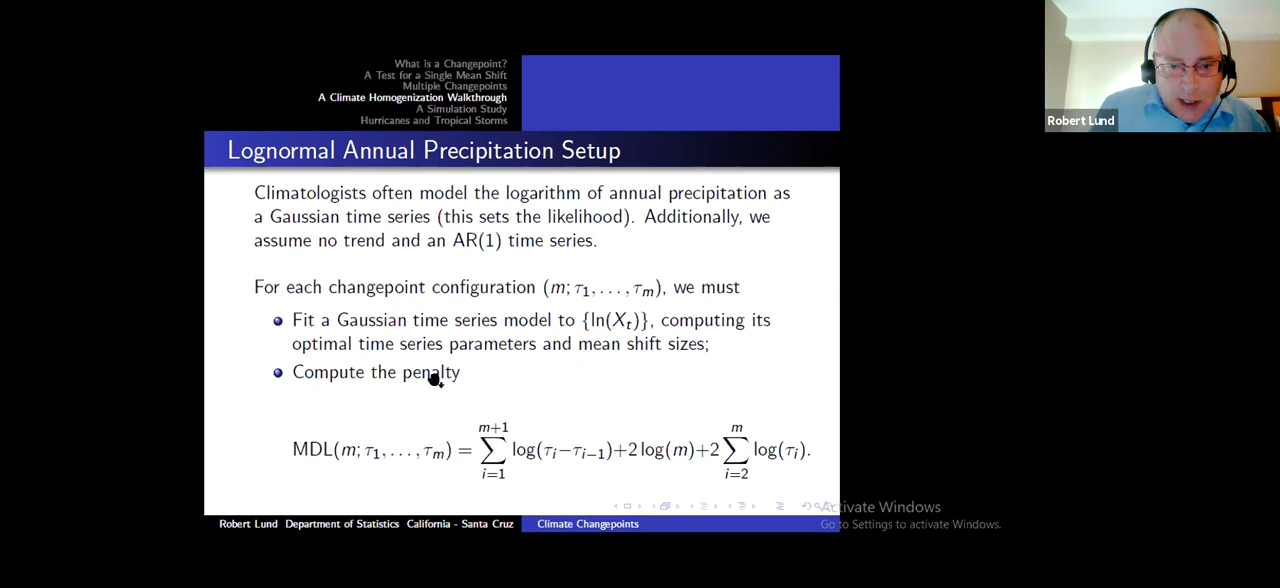 What is a Changepoint?
A Test for a Single Mean Shift
Multiple Changepoints
A Climate Homogenization Walkthrough
A Simulation Study
Hurricanes and Tropical Storms
Robert Lund
Lognormal Annual Precipitation Setup
Climatologists often model the logarithm of annual precipitation as
a Gaussian time series (this sets the likelihood). Additionally, we
assume no trend and an AR(1) time series.
For each changepoint configuration (m; τ₁, . . . , τₘ), we must
Fit a Gaussian time series model to {ln(Xₜ)}, computing its
optimal time series parameters and mean shift sizes;
Compute the penalty
MDL(m; τ₁, . . . , τₘ) = ∑_{i=1}^{m+1} log(τᵢ−τᵢ₋₁)+2 log(m)+2 ∑_{i=2}^{m} log(τᵢ).
Activate Windows
Go to Settings to activate Windows.
Robert Lund Department of Statistics California - Santa Cruz
Climate Changepoints